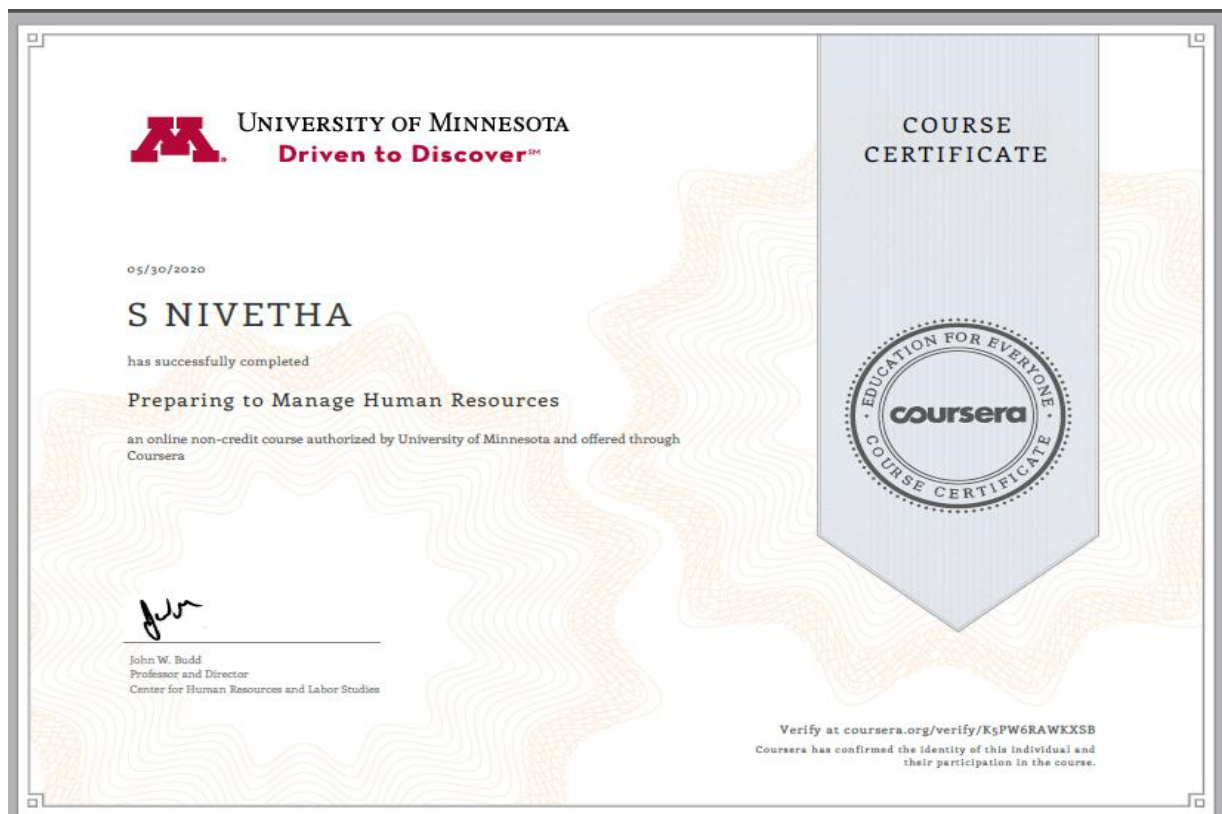 UNIVERSITY OF MINNESOTA
Driven to Discover℠
COURSE
CERTIFICATE
05/30/2020
S NIVETHA
has successfully completed
Preparing to Manage Human Resources
an online non-credit course authorized by University of Minnesota and offered through
Coursera
EDUCATION FOR EVERYONE
coursera
COURSE CERTIFICATE
John W. Budd
Professor and Director
Center for Human Resources and Labor Studies
Verify at coursera.org/verify/K5PW6RAWKXSB
Coursera has confirmed the identity of this individual and
their participation in the course.